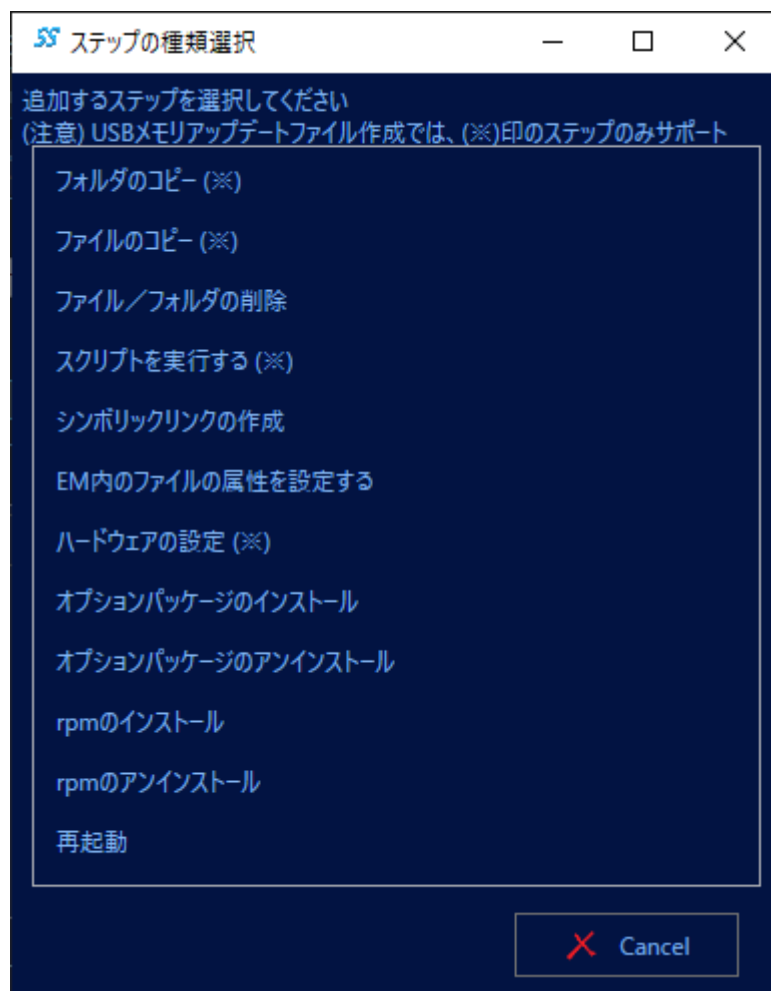 SS ステップの種類選択
追加するステップを選択してください
(注意) USBメモリアップデートファイル作成では、(※)印のステップのみサポート
フォルダのコピー (※)
ファイルのコピー (※)
ファイル／フォルダの削除
スクリプトを実行する (※)
シンボリックリンクの作成
EM内のファイルの属性を設定する
ハードウェアの設定 (※)
オプションパッケージのインストール
オプションパッケージのアンインストール
rpmのインストール
rpmのアンインストール
再起動
Cancel